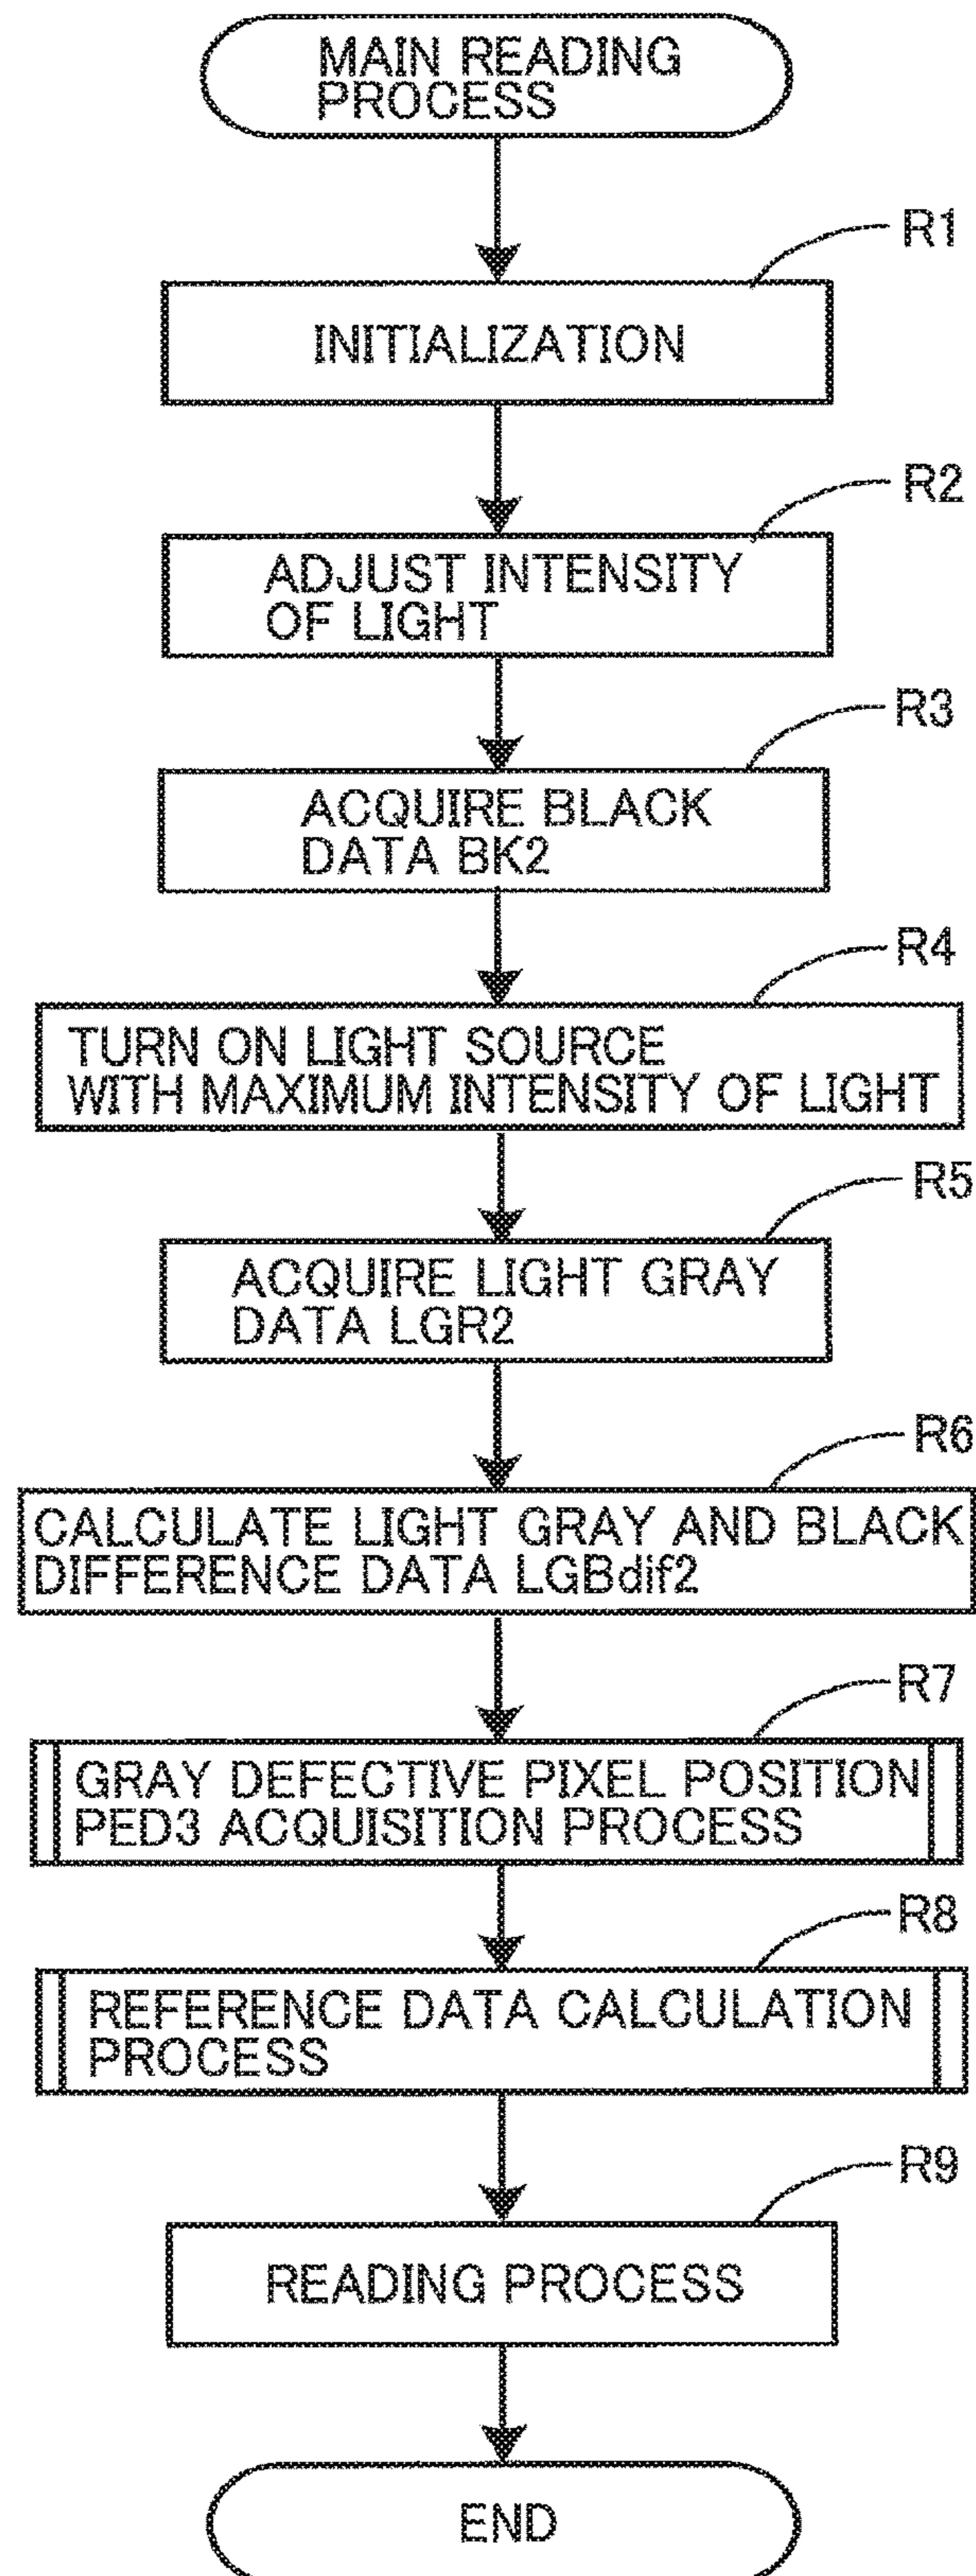 MAIN READING
PROCESS
R1
INITIALIZATION
R2
ADJUST INTENSITY
OF LIGHT
R3
ACQUIRE BLACK
DATA BK2
R4
TURN ON LIGHT SOURCE
WITH MAXIMUM INTENSITY OF LIGHT
R5
ACQUIRE LIGHT GRAY
DATA LGR2
R6
CALCULATE LIGHT GRAY AND BLACK
DIFFERENCE DATA LGBdif2
R7
GRAY DEFECTIVE PIXEL POSITION
PED3 ACQUISITION PROCESS
R8
REFERENCE DATA CALCULATION
PROCESS
R9
READING PROCESS
END